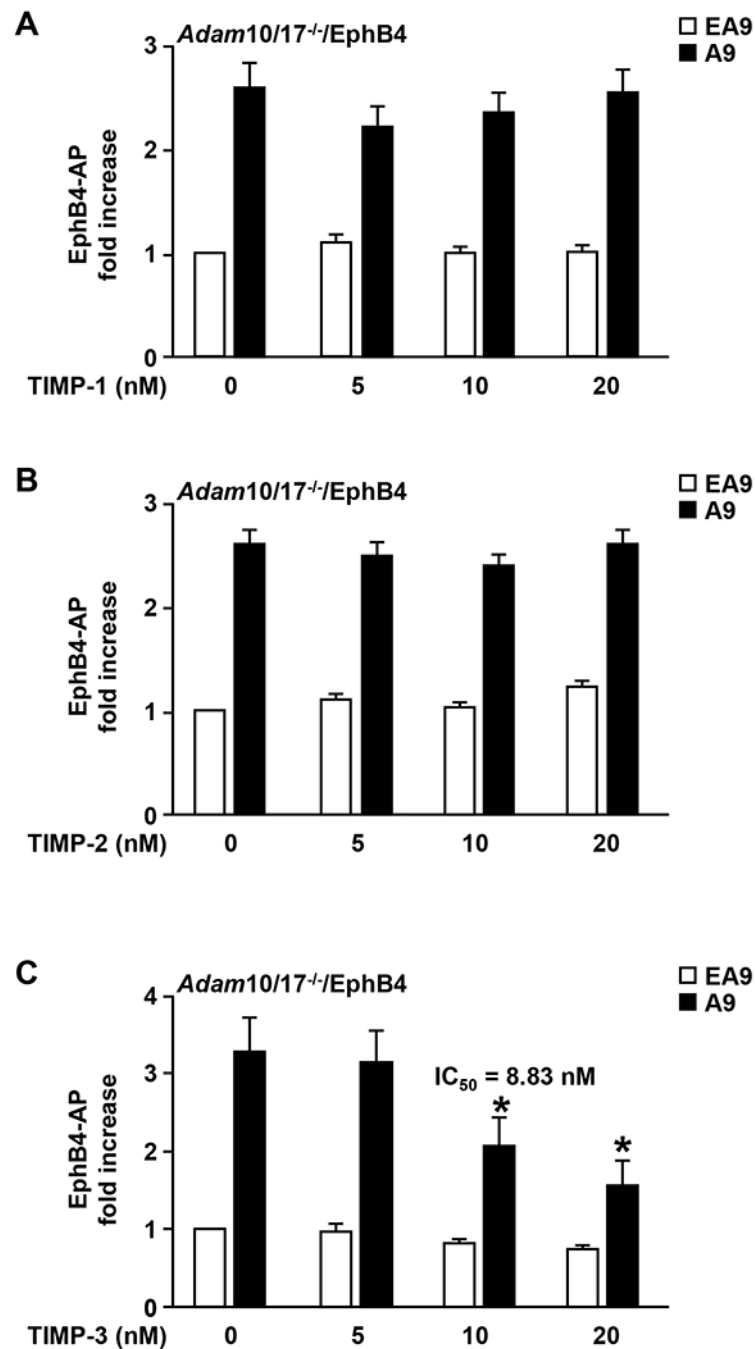 A
Adam10/17-/-/EphB4
EA9
A9
EphB4-AP
fold increase
3
2
1
0
TIMP-1 (nM) 0 5 10 20
B
Adam10/17-/-/EphB4
EA9
A9
EphB4-AP
fold increase
3
2
1
0
TIMP-2 (nM) 0 5 10 20
C
Adam10/17-/-/EphB4
EA9
A9
EphB4-AP
fold increase
4
3
2
1
0
IC50 = 8.83 nM
*
*
TIMP-3 (nM) 0 5 10 20